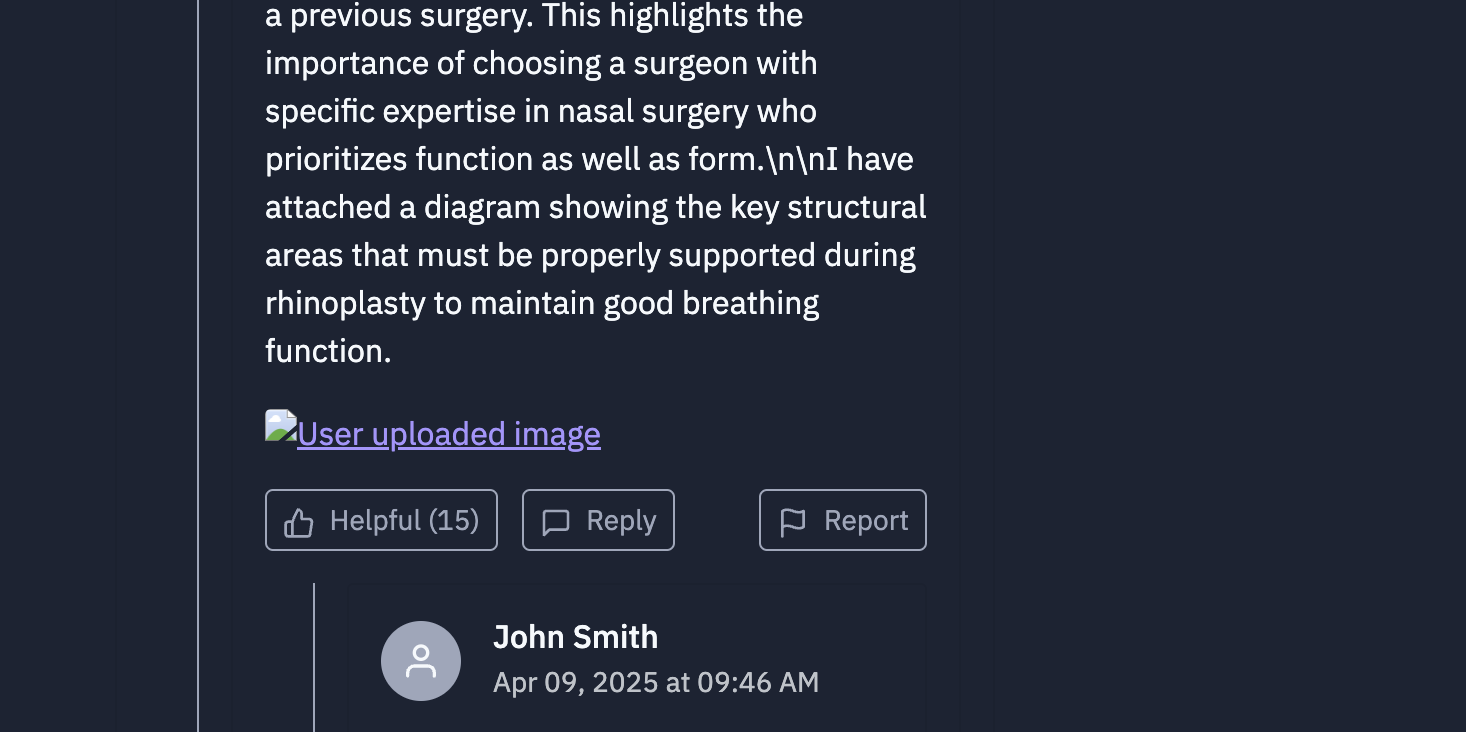 a previous surgery. This highlights the
importance of choosing a surgeon with
specific expertise in nasal surgery who
prioritizes function as well as form.\n\nI have
attached a diagram showing the key structural
areas that must be properly supported during
rhinoplasty to maintain good breathing
function.
User uploaded image
Helpful (15) Reply Report
John Smith
Apr 09, 2025 at 09:46 AM